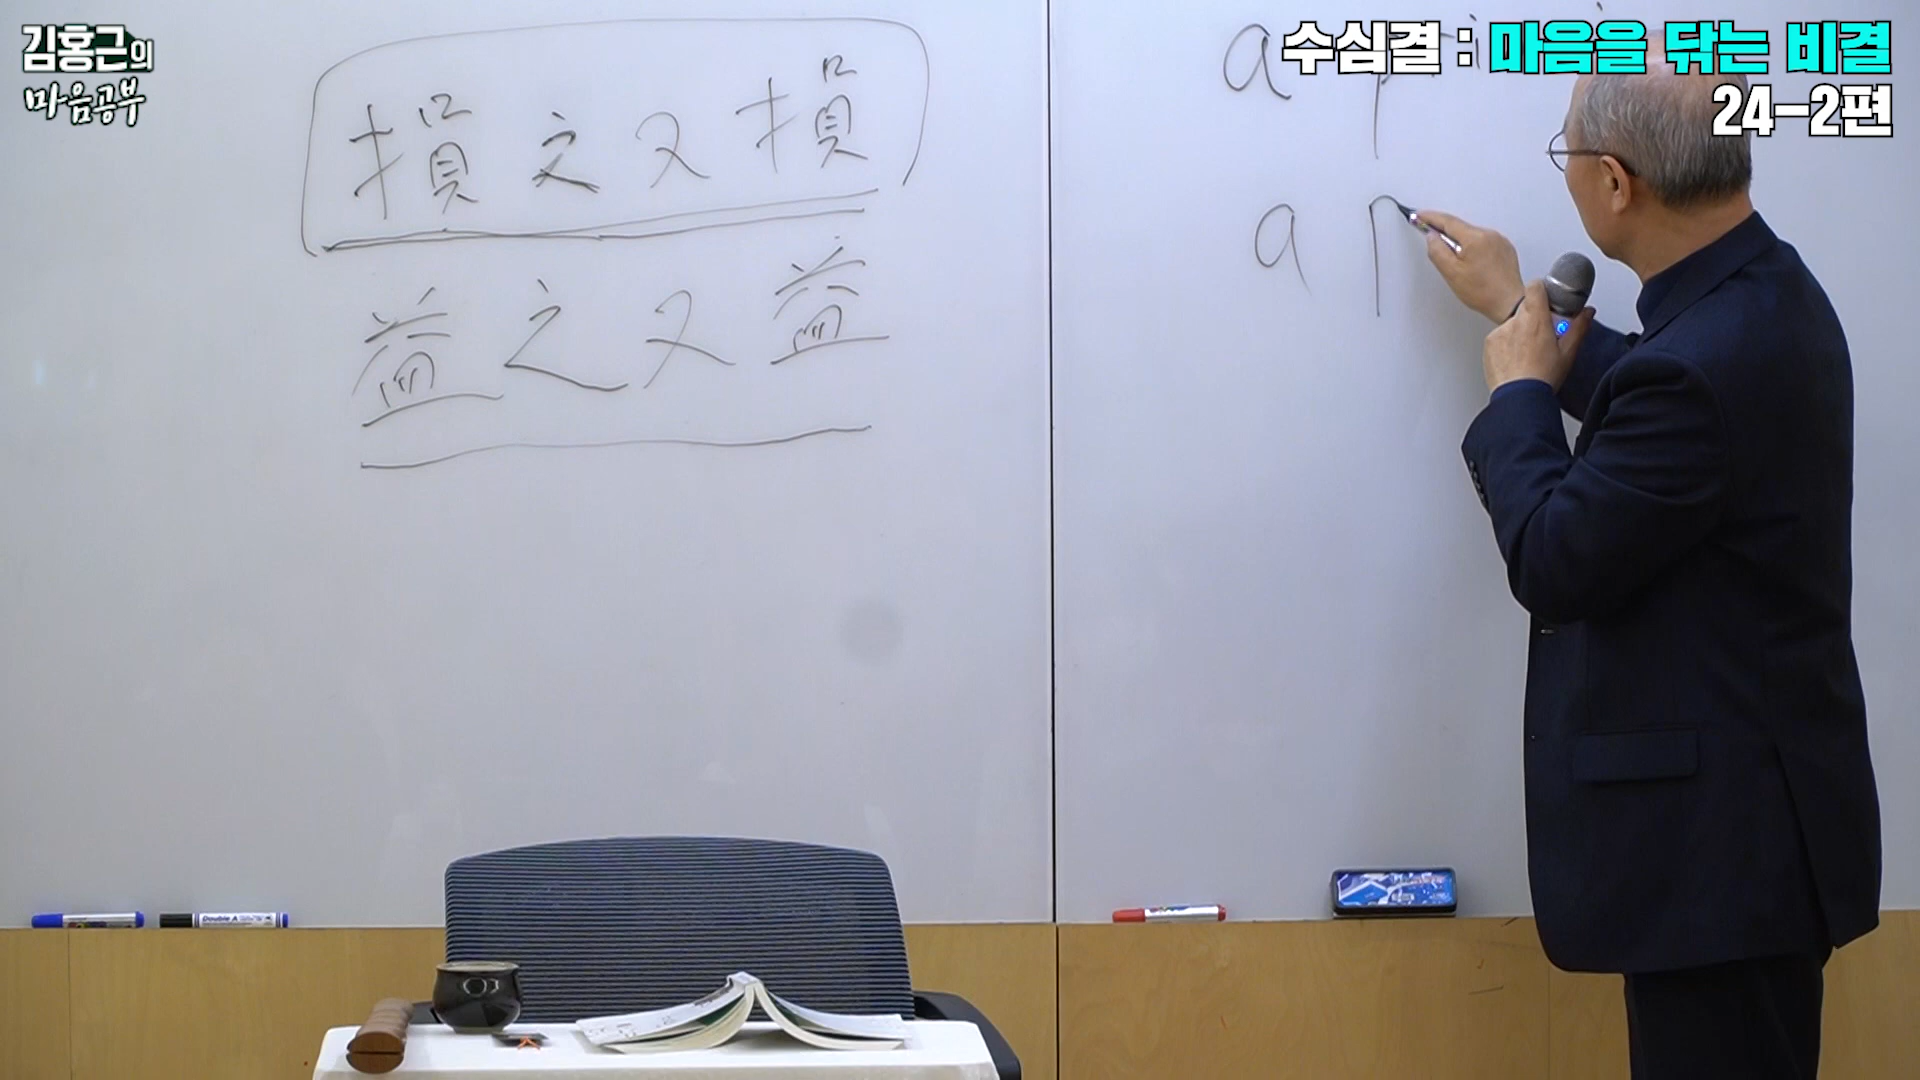 김홍근의
마음공부
수심결 : 마음을 닦는 비결
24-2편
損之又損
益之又益
a p
a p
Double A